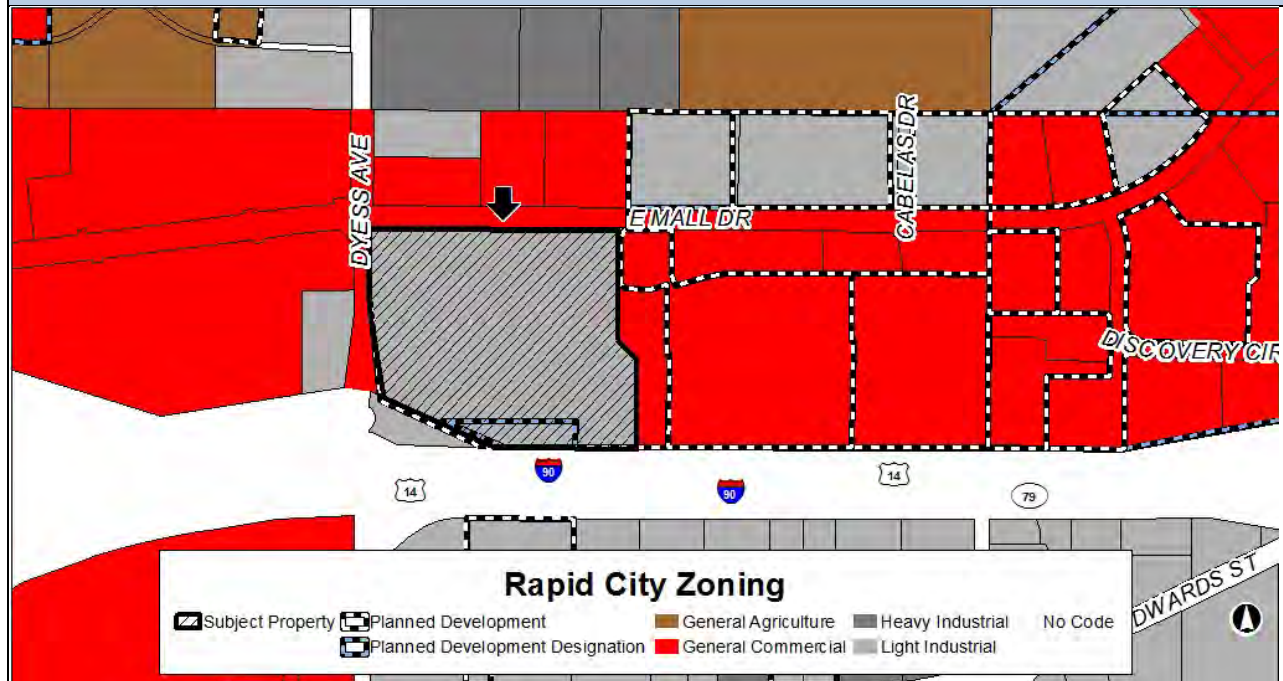 DYESS AVE
E MALL DR
CABELAS DR
DISCOVERY CIR
14
90
90
14
79
DWARDS ST
Rapid City Zoning
Subject Property
Planned Development
General Agriculture
Heavy Industrial
No Code
Planned Development Designation
General Commercial
Light Industrial